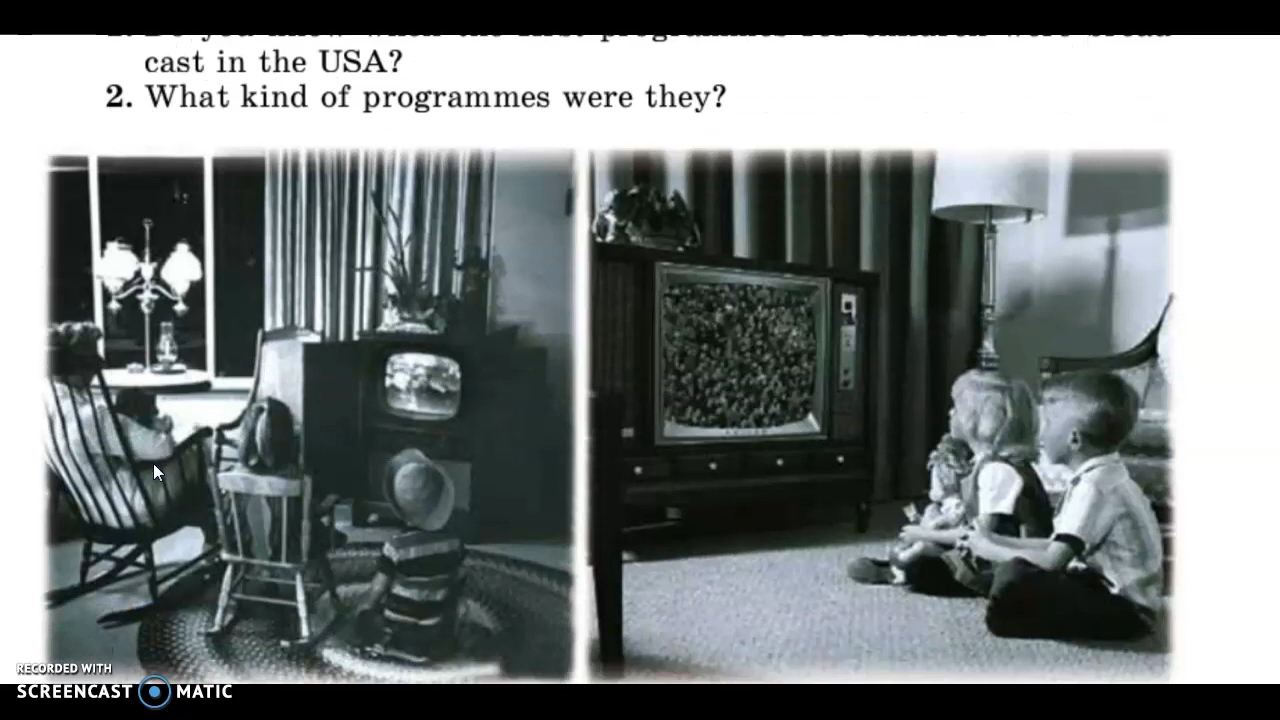 cast in the USA?
2. What kind of programmes were they?
RECORDED WITH
SCREENCAST MATIC